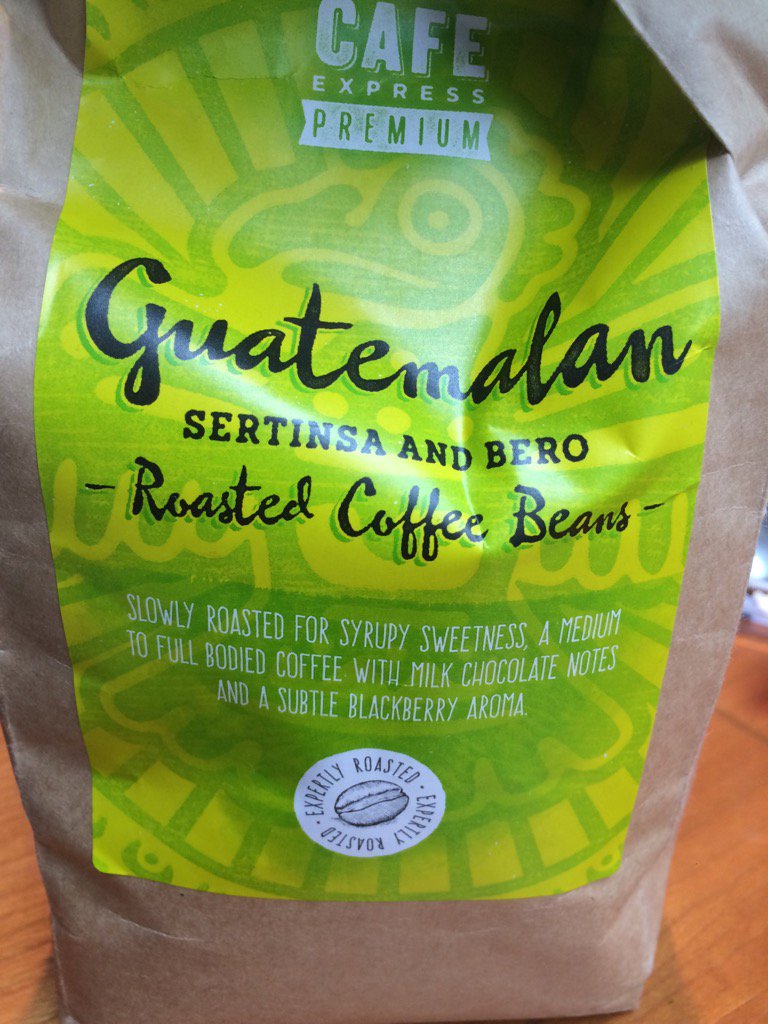 CAFE
EXPRESS
PREMIUM
Guatemalan
SERTINSA AND BERO
- Roasted Coffee Beans -
SLOWLY ROASTED FOR SYRUPY SWEETNESS, A MEDIUM
TO FULL BODIED COFFEE WITH MILK CHOCOLATE NOTES
AND A SUBTLE BLACKBERRY AROMA.
EXPERTLY ROASTED • EXPERTLY ROASTED •